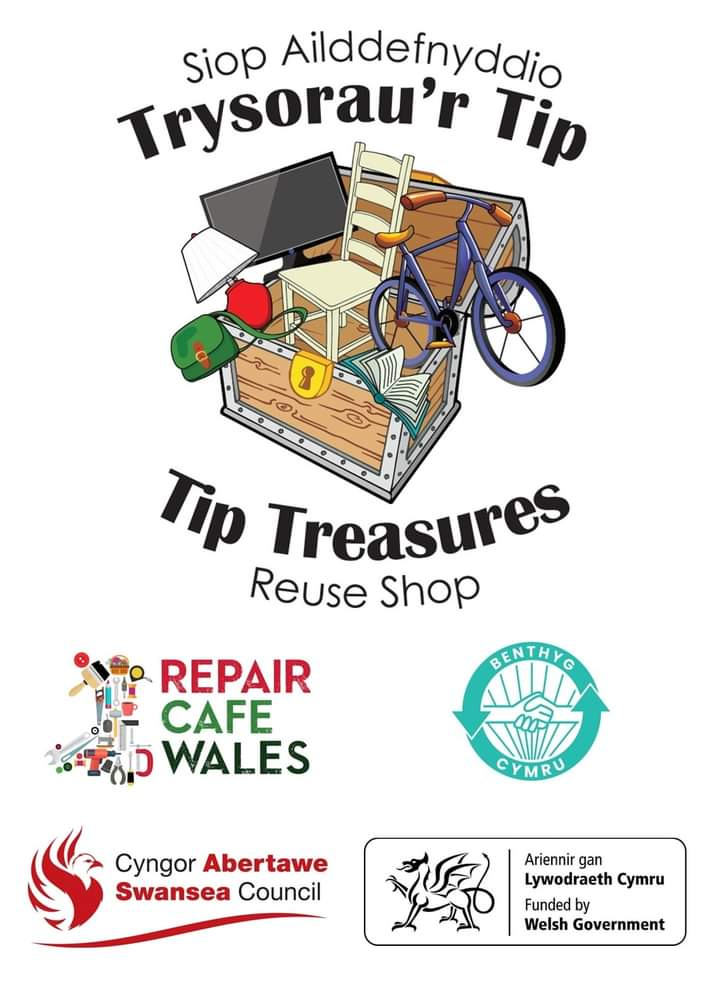 Siop Ailddefnyddio
Trysorau'r Tip
Tip Treasures
Reuse Shop
REPAIR
CAFE
WALES
BENTHYG
CYMRU
Cyngor Abertawe
Swansea Council
Ariennir gan
Lywodraeth Cymru
Funded by
Welsh Government